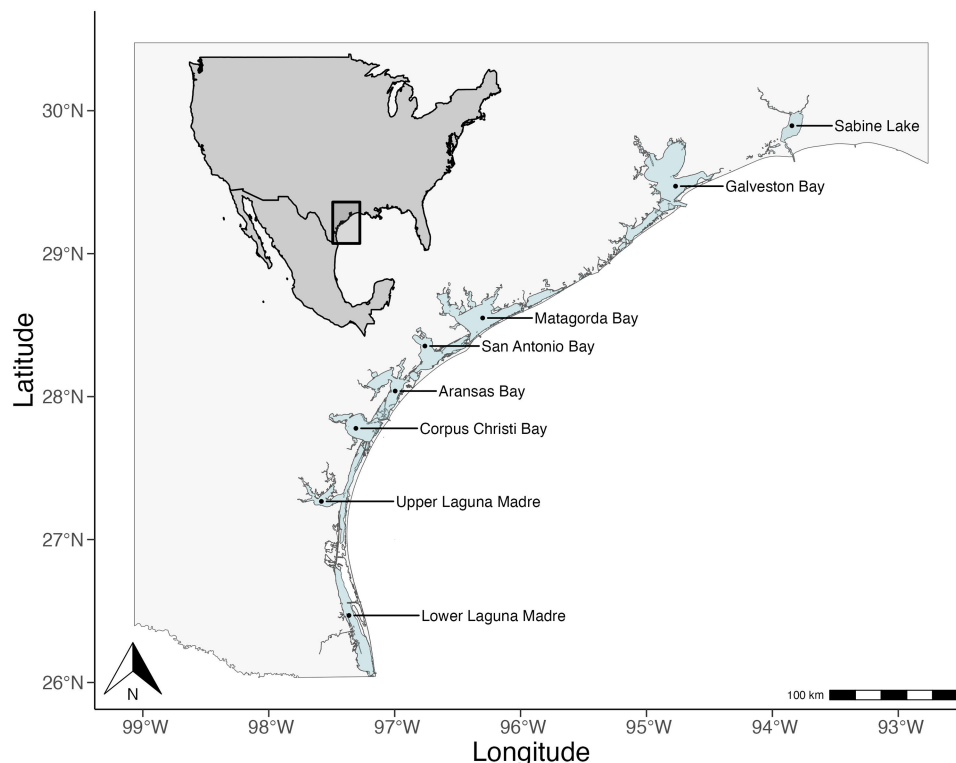 30°N
Sabine Lake
Galveston Bay
29°N
Matagorda Bay
San Antonio Bay
28°N
Aransas Bay
Corpus Christi Bay
Upper Laguna Madre
27°N
Lower Laguna Madre
26°N
N
100 km
99°W 98°W 97°W 96°W 95°W 94°W 93°W
Longitude
Latitude